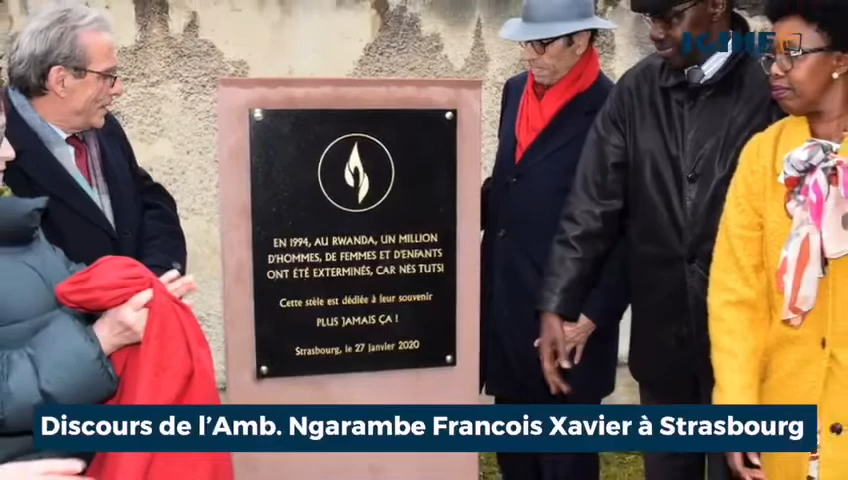 EN 1994, AU RWANDA, UN MILLION
D'HOMMES, DE FEMMES ET D'ENFANTS
ONT ÉTÉ EXTERMINÉS, CAR NÉS TUTSI
Cette stèle est dédiée à leur souvenir
PLUS JAMAIS ÇA !
Strasbourg, le 27 janvier 2020
Discours de l'Amb. Ngarambe Francois Xavier à Strasbourg